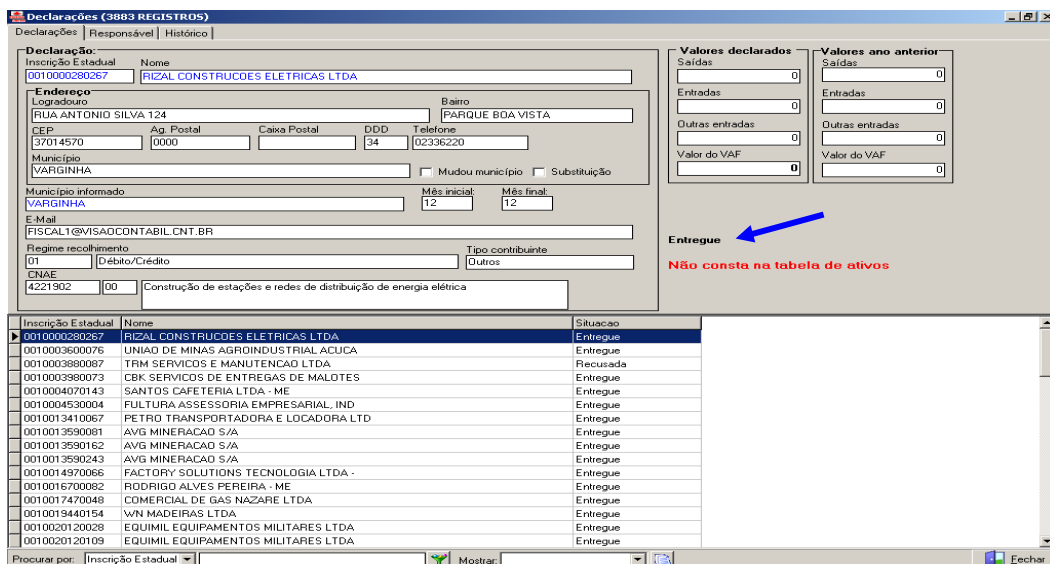 Declarações (3883 REGISTROS)
Declarações Responsável Histórico
Declaração:
Inscrição Estadual Nome
0010000280267 RIZAL CONSTRUCOES ELETRICAS LTDA
Endereço
Logradouro Bairro
RUA ANTONIO SILVA 124 PARQUE BOA VISTA
CEP Ag. Postal Caixa Postal DDD Telefone
37014570 0000 34 02336220
Município
VARGINHA Mudou município Substituição
Município informado Mês inicial: Mês final:
VARGINHA 12 12
E-Mail
FISCAL1@VISAOCONTABIL.CNT.BR
Regime recolhimento Tipo contribuinte
01 Débito/Crédito Outros
CNAE
4221902 00 Construção de estações e redes de distribuição de energia elétrica
Valores declarados Valores ano anterior
Saídas Saídas
0 0
Entradas Entradas
0 0
Outras entradas Outras entradas
0 0
Valor do VAF Valor do VAF
0 0
Entregue
Não consta na tabela de ativos
Inscrição Estadual Nome Situacao
0010000280267 RIZAL CONSTRUCOES ELETRICAS LTDA Entregue
0010003600076 UNIAO DE MINAS AGROINDUSTRIAL ACUCA Entregue
0010003880087 TRM SERVICOS E MANUTENCAO LTDA Recusada
0010003980073 CBK SERVICOS DE ENTREGAS DE MALOTES Entregue
0010004070143 SANTOS CAFETERIA LTDA - ME Entregue
0010004530004 FULTURA ASSESSORIA EMPRESARIAL, IND Entregue
0010013410067 PETRO TRANSPORTADORA E LOCADORA LTD Entregue
0010013590081 AVG MINERACAO S/A Entregue
0010013590162 AVG MINERACAO S/A Entregue
0010013590243 AVG MINERACAO S/A Entregue
0010014970066 FACTORY SOLUTIONS TECNOLOGIA LTDA - Entregue
0010016700082 RODRIGO ALVES PEREIRA - ME Entregue
0010017470048 COMERCIAL DE GAS NAZARE LTDA Entregue
0010019440154 WN MADEIRAS LTDA Entregue
0010020120028 EQUIMIL EQUIPAMENTOS MILITARES LTDA Entregue
0010020120109 EQUIMIL EQUIPAMENTOS MILITARES LTDA Entregue
Procurar por: Inscrição Estadual Mostrar: Fechar